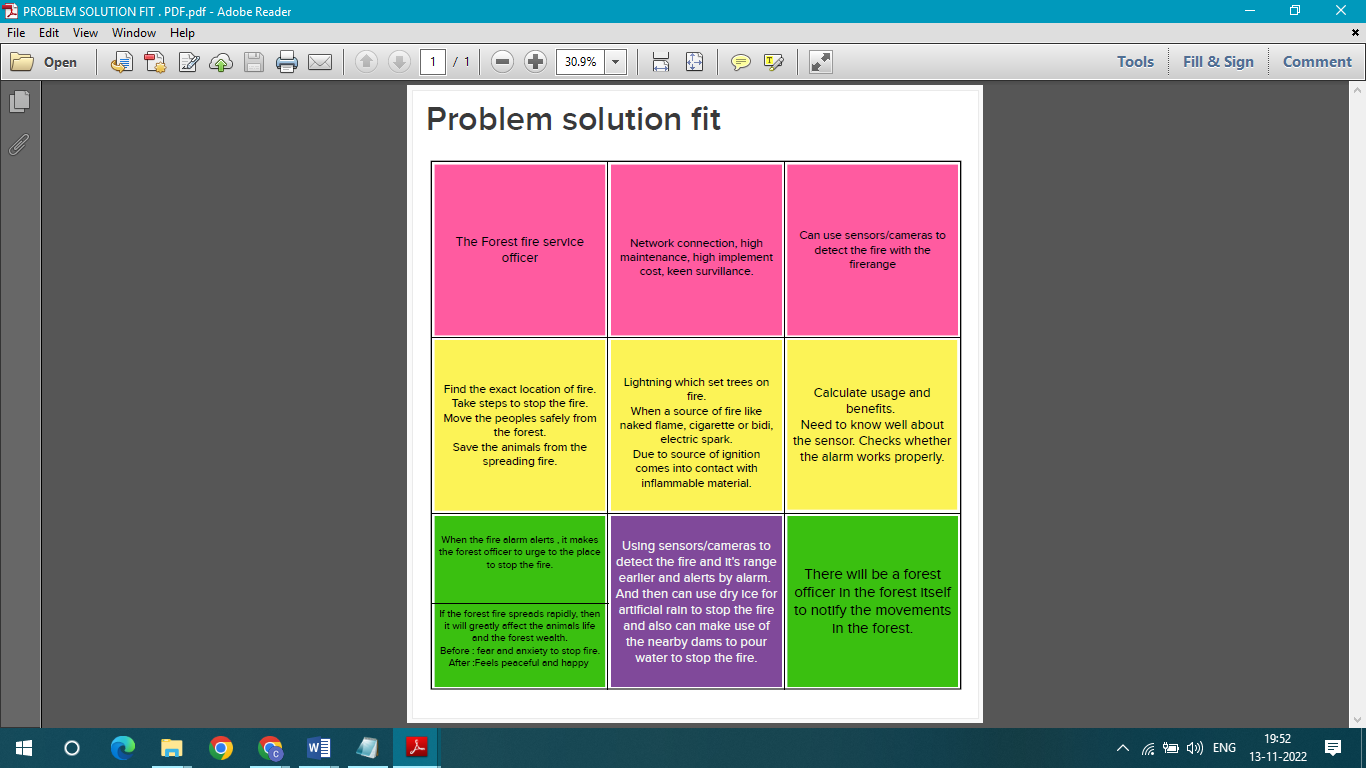 PROBLEM SOLUTION FIT . PDF.pdf - Adobe Reader
File Edit View Window Help
Open
1 / 1
30.9%
Tools
Fill & Sign
Comment
Problem solution fit
The Forest fire service
officer
Network connection, high
maintenance, high implement
cost, keen survillance.
Can use sensors/cameras to
detect the fire with the
firerange
Find the exact location of fire.
Take steps to stop the fire.
Move the peoples safely from
the forest.
Save the animals from the
spreading fire.
Lightning which set trees on
fire.
When a source of fire like
naked flame, cigarette or bidi,
electric spark.
Due to source of ignition
comes into contact with
inflammable material.
Calculate usage and
benefits.
Need to know well about
the sensor. Checks whether
the alarm works properly.
When the fire alarm alerts , it makes
the forest officer to urge to the place
to stop the fire.
If the forest fire spreads rapidly, then
it will greatly affect the animals life
and the forest wealth.
Before : fear and anxiety to stop fire.
After :Feels peaceful and happy
Using sensors/cameras to
detect the fire and it's range
earlier and alerts by alarm.
And then can use dry ice for
artificial rain to stop the fire
and also can make use of
the nearby dams to pour
water to stop the fire.
There will be a forest
officer in the forest itself
to notify the movements
in the forest.
ENG
19:52
13-11-2022